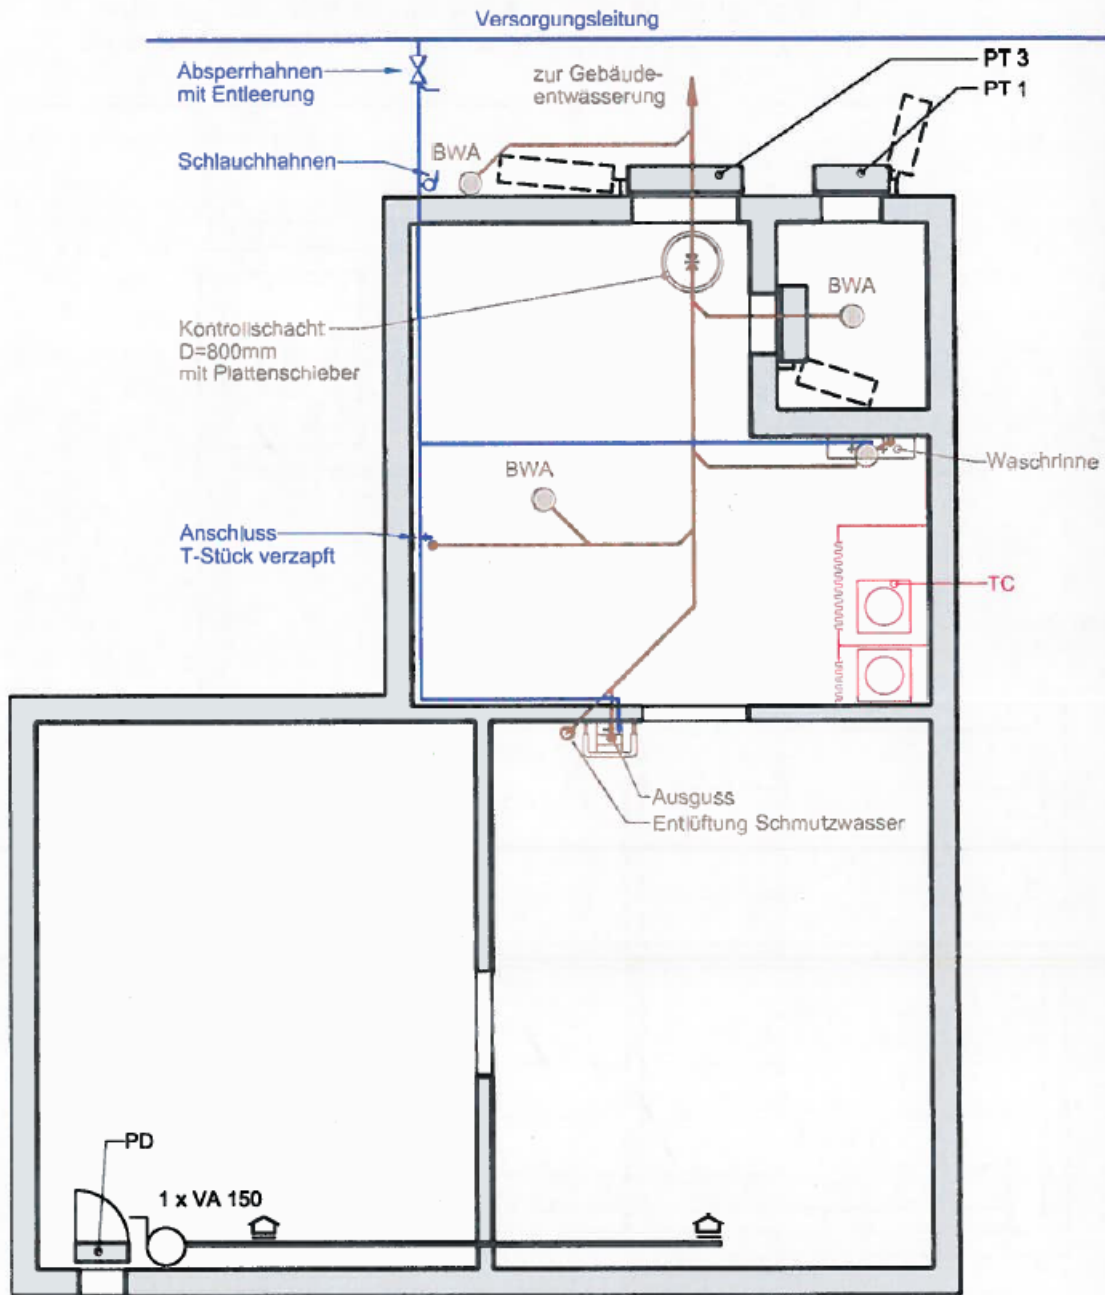 Versorgungsleitung
Absperrhahnen
mit Entleerung
zur Gebäude-
entwässerung
PT 3
PT 1
Schlauchhahnen
BWA
BWA
Kontrollschacht
D=800mm
mit Plattenschieber
BWA
Waschrinne
Anschluss
T-Stück verzapft
TC
Ausguss
Entlüftung Schmutzwasser
PD
1 x VA 150